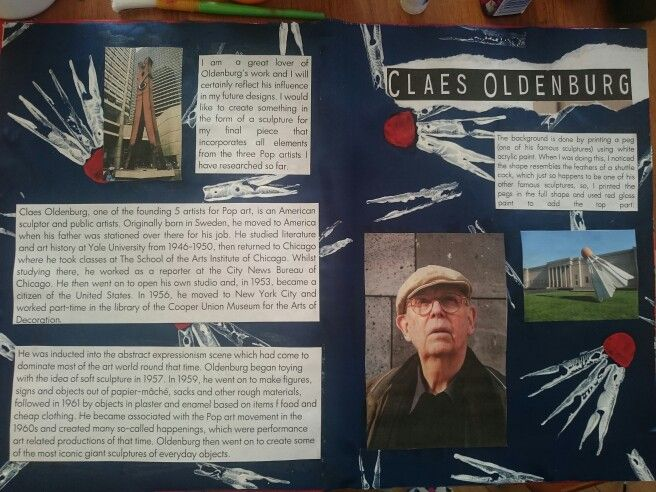 I am a great lover of
Oldenburg's work and I will
certainly reflect his influence
in my future designs. I would
like to create something in
the form of a sculpture for
my final piece that
incorporates all elements
from the three Pop artists I
have researched so far.
Claes Oldenburg, one of the founding 5 artists for Pop art, is an American
sculptor and public artists. Originally born in Sweden, he moved to America
when his father was stationed over there for his job. He studied literature
and art history at Yale University from 1946-1950, then returned to Chicago
where he took classes at The School of the Arts Institute of Chicago. Whilst
studying there, he worked as a reporter at the City News Bureau of
Chicago. He then went on to open his own studio and, in 1953, became a
citizen of the United States. In 1956, he moved to New York City and
worked part-time in the library of the Cooper Union Museum for the Arts of
Decoration.
He was inducted into the abstract expressionism scene which had come to
dominate most of the art world round that time. Oldenburg began toying
with the idea of soft sculpture in 1957. In 1959, he went on to make figures,
signs and objects out of papier-mâché, sacks and other rough materials,
followed in 1961 by objects in plaster and enamel based on items f food and
cheap clothing. He became associated with the Pop art movement in the
1960s and created many so-called happenings, which were performance
art related productions of that time. Oldenburg then went on to create some
of the most iconic giant sculptures of everyday objects.
CLAES OLDENBURG
The background is done by printing a peg
(one of his famous sculptures) using white
acrylic paint. When I was doing this, I noticed
the shape resembles the feathers of a shuttle
cock, which just so happens to be one of his
other famous sculptures, so, I printed the
pegs in the full shape and used red gloss
paint to add the top part.